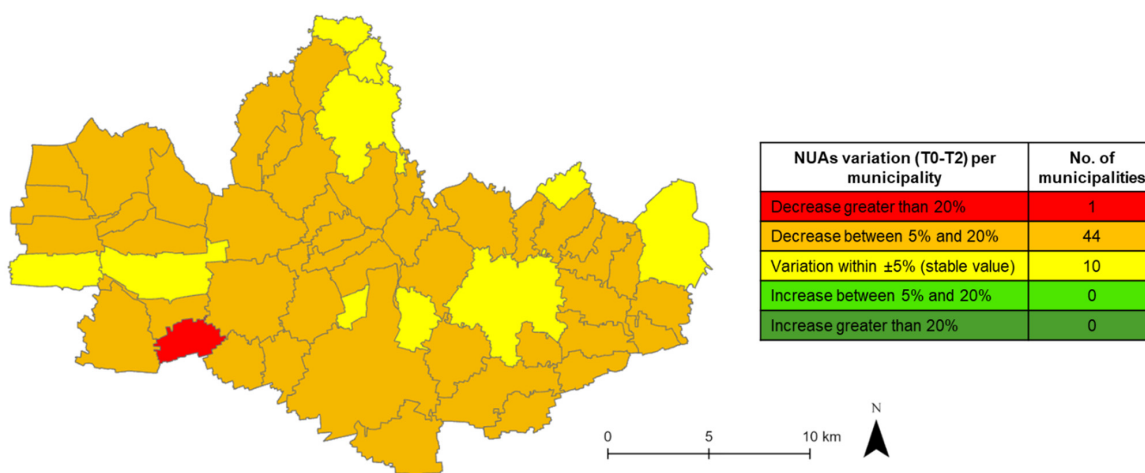 NUAs variation (T0-T2) per municipality No. of municipalities
Decrease greater than 20% 1
Decrease between 5% and 20% 44
Variation within ±5% (stable value) 10
Increase between 5% and 20% 0
Increase greater than 20% 0
N
0 5 10 km